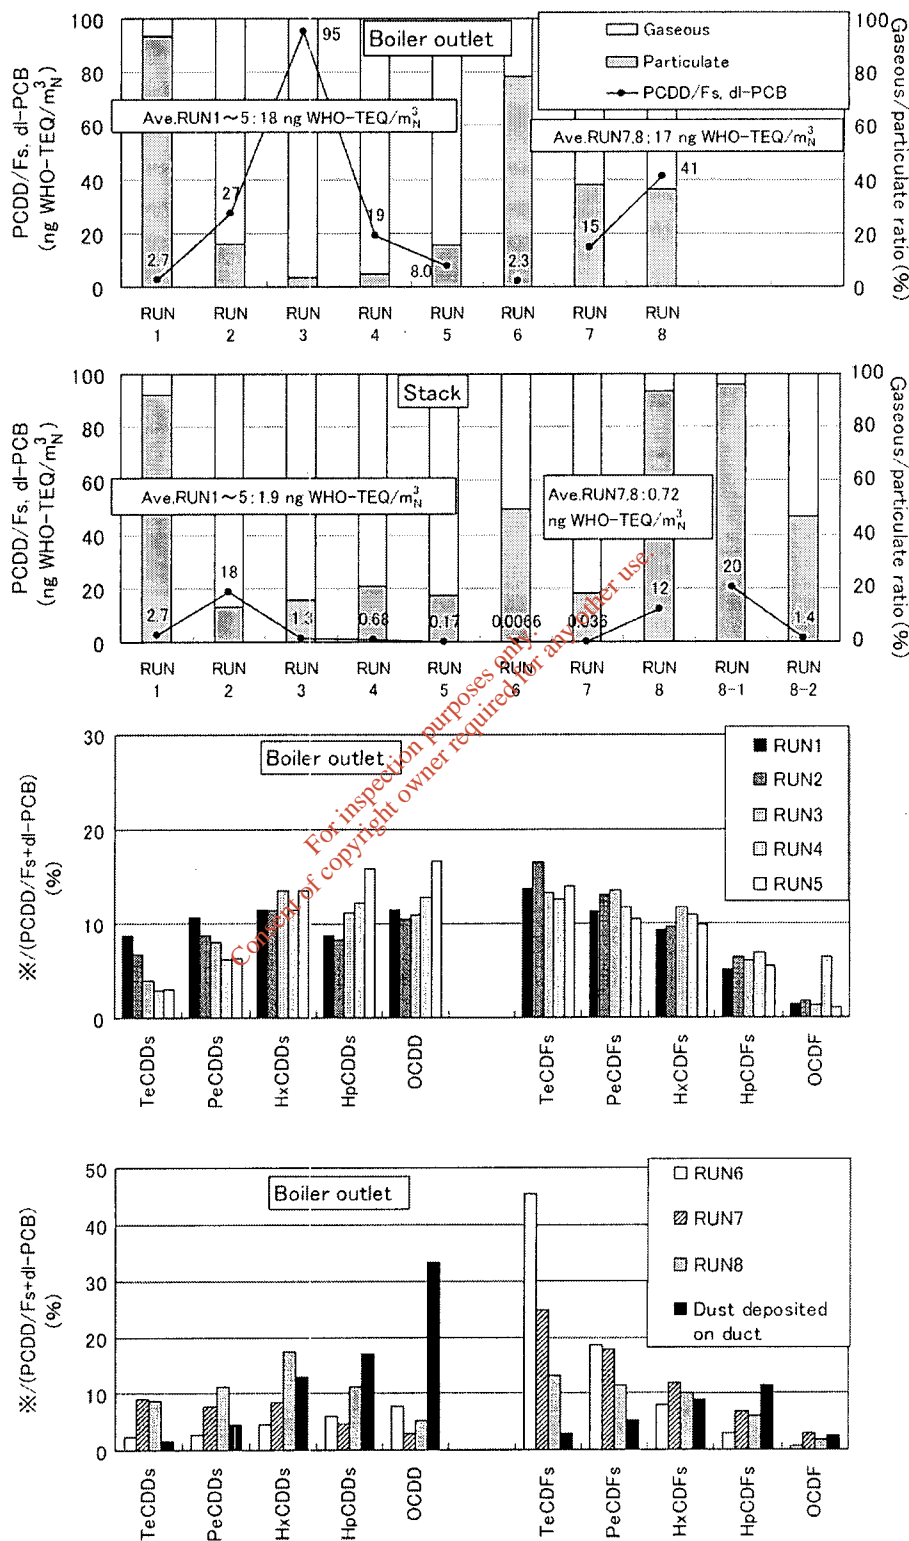 Boiler outlet
Gaseous
Particulate
PCDD/Fs, dl-PCB
PCDD/Fs, dl-PCB
(ng WHO-TEQ/m³N)
Gaseous/particulate ratio (%)
100
80
60
40
20
0
100
80
60
40
20
0
Ave.RUN1~5:18 ng WHO-TEQ/m³N
Ave.RUN7,8:17 ng WHO-TEQ/m³N
2.7
27
95
19
8.0
2.3
15
41
RUN 1
RUN 2
RUN 3
RUN 4
RUN 5
RUN 6
RUN 7
RUN 8
Stack
PCDD/Fs, dl-PCB
(ng WHO-TEQ/m³N)
Gaseous/particulate ratio (%)
100
80
60
40
20
0
100
80
60
40
20
0
Ave.RUN1~5:1.9 ng WHO-TEQ/m³N
Ave.RUN7,8:0.72
ng WHO-TEQ/m³N
2.7
18
1.3
0.68
0.17
0.0066
0.036
12
20
1.4
RUN 1
RUN 2
RUN 3
RUN 4
RUN 5
RUN 6
RUN 7
RUN 8
RUN 8-1
RUN 8-2
For inspection purposes only.
Consent of copyright owner required for any other use.
Boiler outlet
※/(PCDD/Fs+dl-PCB)
(%)
30
20
10
0
RUN1
RUN2
RUN3
RUN4
RUN5
TeCDDs
PeCDDs
HxCDDs
HpCDDs
OCDD
TeCDFs
PeCDFs
HxCDFs
HpCDFs
OCDF
Boiler outlet
※/(PCDD/Fs+dl-PCB)
(%)
50
40
30
20
10
0
RUN6
RUN7
RUN8
Dust deposited
on duct
TeCDDs
PeCDDs
HxCDDs
HpCDDs
OCDD
TeCDFs
PeCDFs
HxCDFs
HpCDFs
OCDF